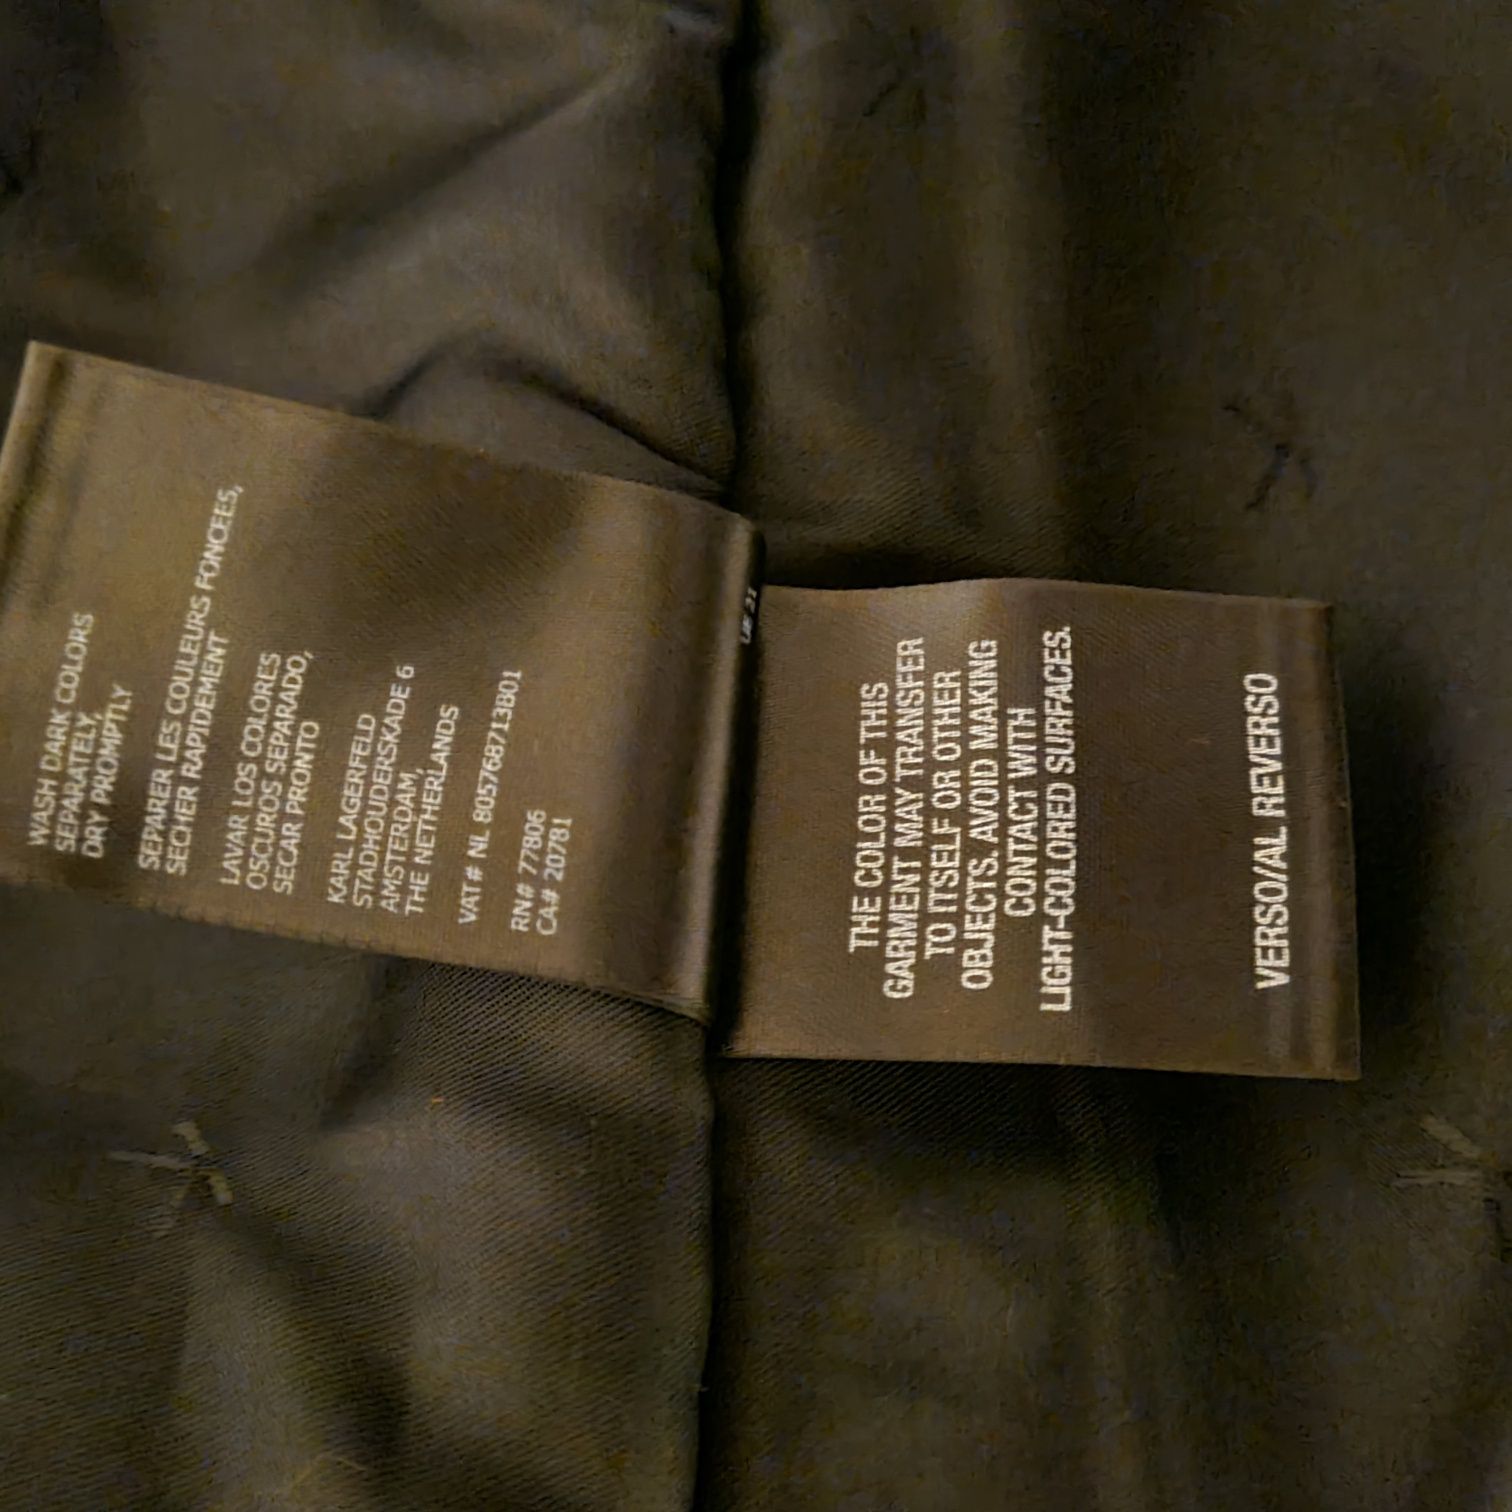 WASH DARK COLORS
SEPARATELY,
DRY PROMPTLY
SEPARER LES COULEURS FONCEES,
SECHER RAPIDEMENT
LAVAR LOS COLORES
OSCUROS SEPARADO,
SECAR PRONTO
KARL LAGERFELD
STADHOUDERSKADE 6
AMSTERDAM,
THE NETHERLANDS
VAT# NL 805768713B01
RN# 77806
CA# 20781
THE COLOR OF THIS
GARMENT MAY TRANSFER
TO ITSELF OR OTHER
OBJECTS. AVOID MAKING
CONTACT WITH
LIGHT-COLORED SURFACES.
VERSO/AL REVERSO